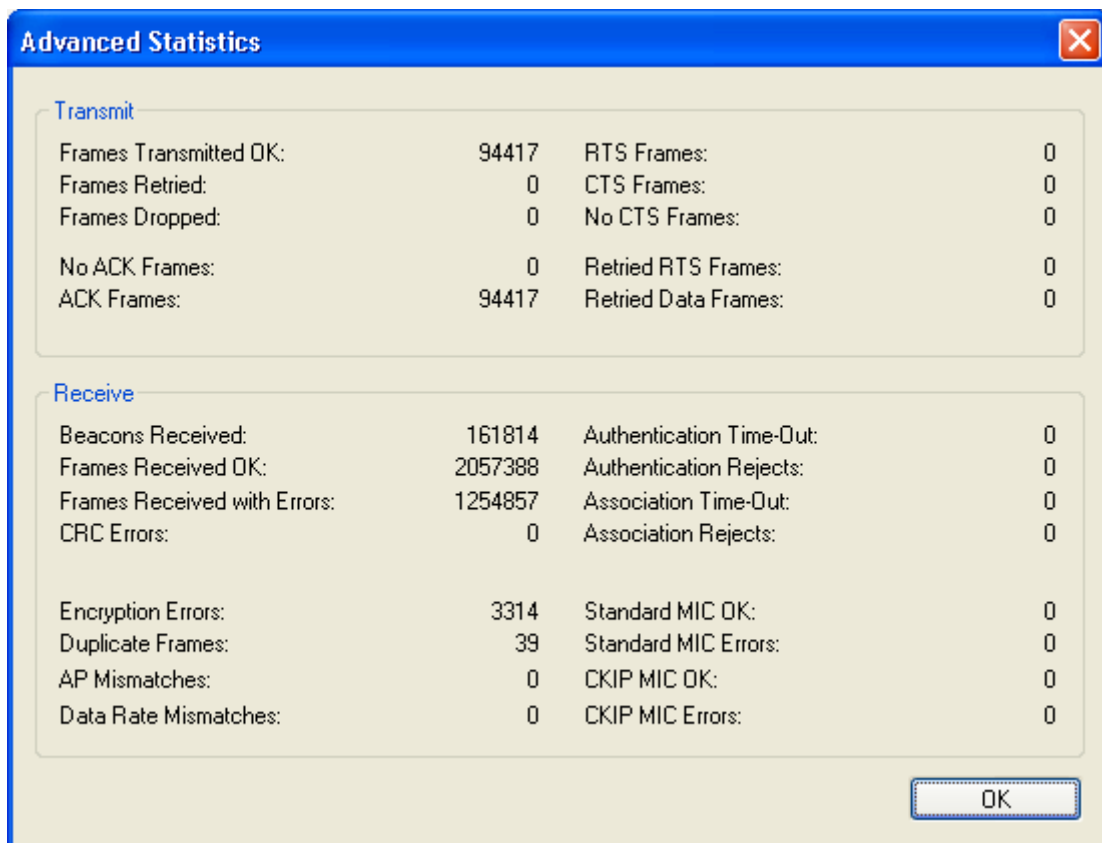 Advanced Statistics
Transmit
Frames Transmitted OK: 94417 RTS Frames: 0
Frames Retried: 0 CTS Frames: 0
Frames Dropped: 0 No CTS Frames: 0
No ACK Frames: 0 Retried RTS Frames: 0
ACK Frames: 94417 Retried Data Frames: 0
Receive
Beacons Received: 161814 Authentication Time-Out: 0
Frames Received OK: 2057388 Authentication Rejects: 0
Frames Received with Errors: 1254857 Association Time-Out: 0
CRC Errors: 0 Association Rejects: 0
Encryption Errors: 3314 Standard MIC OK: 0
Duplicate Frames: 39 Standard MIC Errors: 0
AP Mismatches: 0 CKIP MIC OK: 0
Data Rate Mismatches: 0 CKIP MIC Errors: 0
OK